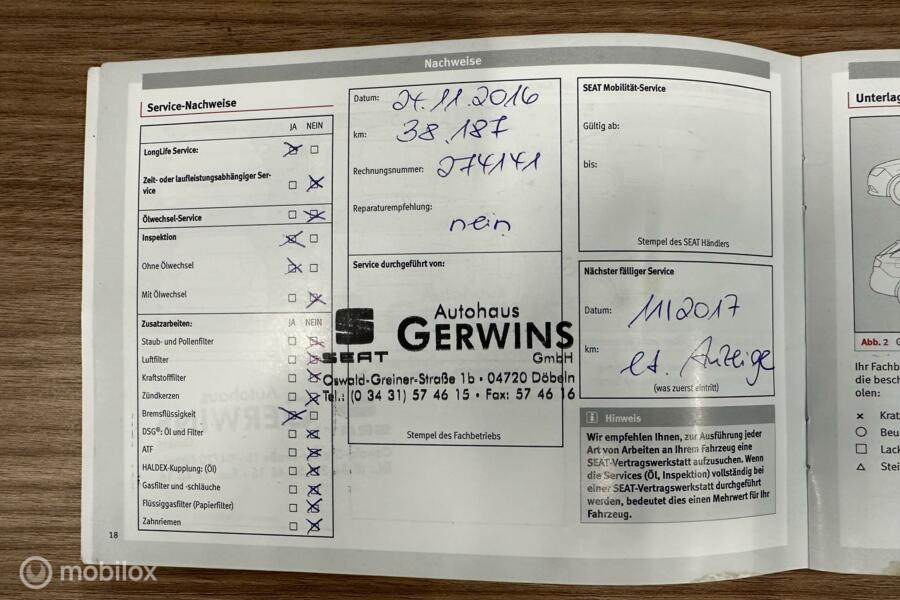 Nachweise
Service-Nachweise
JA NEIN
LongLife Service:
Zeit- oder laufleistungsabhängiger Ser-
vice
Ölwechsel-Service
Inspektion
Ohne Ölwechsel
Mit Ölwechsel
Zusatzarbeiten: JA NEIN
Staub- und Pollenfilter
Luftfilter
Kraftstofffilter
Zündkerzen
Bremsflüssigkeit
DSG®: Öl und Filter
ATF
HALDEX-Kupplung: (Öl)
Gasfilter und -schläuche
Flüssiggasfilter (Papierfilter)
Zahnriemen
18
Datum: 24.11.2016
km: 38.187
Rechnungsnummer: 274141
Reparaturempfehlung:
nein
Service durchgeführt von:
Autohaus
GERWINS
SEAT GmbH
Oswald-Greiner-Straße 1b • 04720 Döbeln
Tel.: (0 34 31) 57 46 15 • Fax: 57 46 16
Stempel des Fachbetriebs
SEAT Mobilität-Service
Gültig ab:
bis:
Stempel des SEAT Händlers
Nächster fälliger Service
Datum: 11/2017
km: lt. Anzeige
(was zuerst eintritt)
Hinweis
Wir empfehlen Ihnen, zur Ausführung jeder
Art von Arbeiten an Ihrem Fahrzeug eine
SEAT-Vertragswerkstatt aufzusuchen. Wenn
die Services (Öl, Inspektion) vollständig bei
einer SEAT-Vertragswerkstatt durchgeführt
werden, bedeutet dies einen Mehrwert für Ihr
Fahrzeug.
Unterlag
Abb. 2 G
Ihr Fachb
die besch
olen:
Krat
Beu
Lack
Stei
mobilox